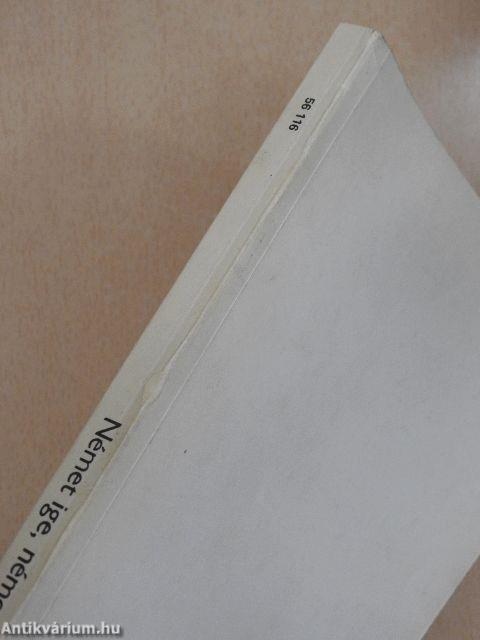 56 116
Német ige, ném
Antikvárium.hu